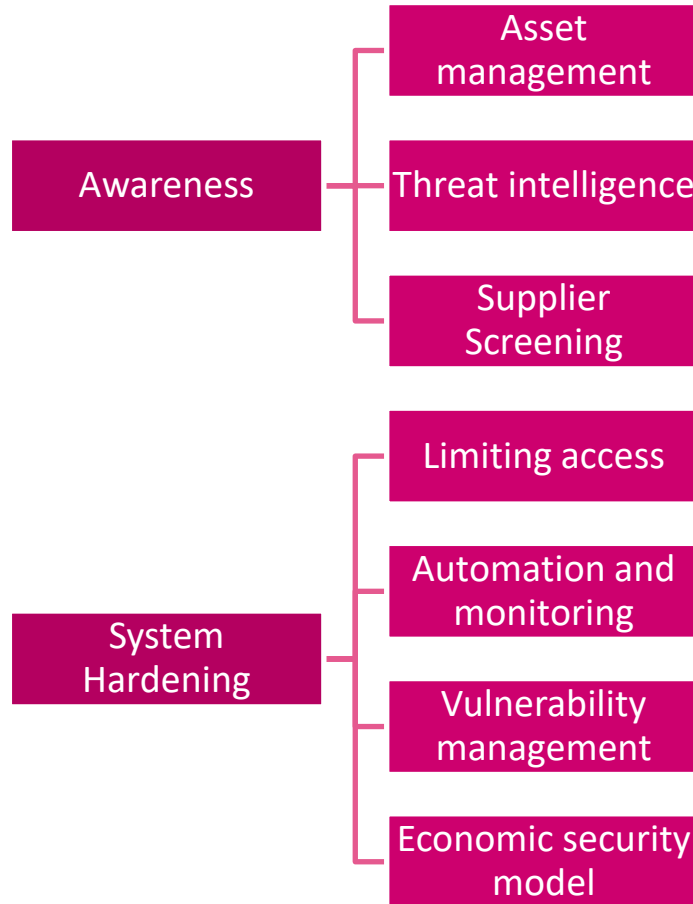 Awareness
Asset
management
Threat intelligence
Supplier
Screening
System
Hardening
Limiting access
Automation and
monitoring
Vulnerability
management
Economic security
model